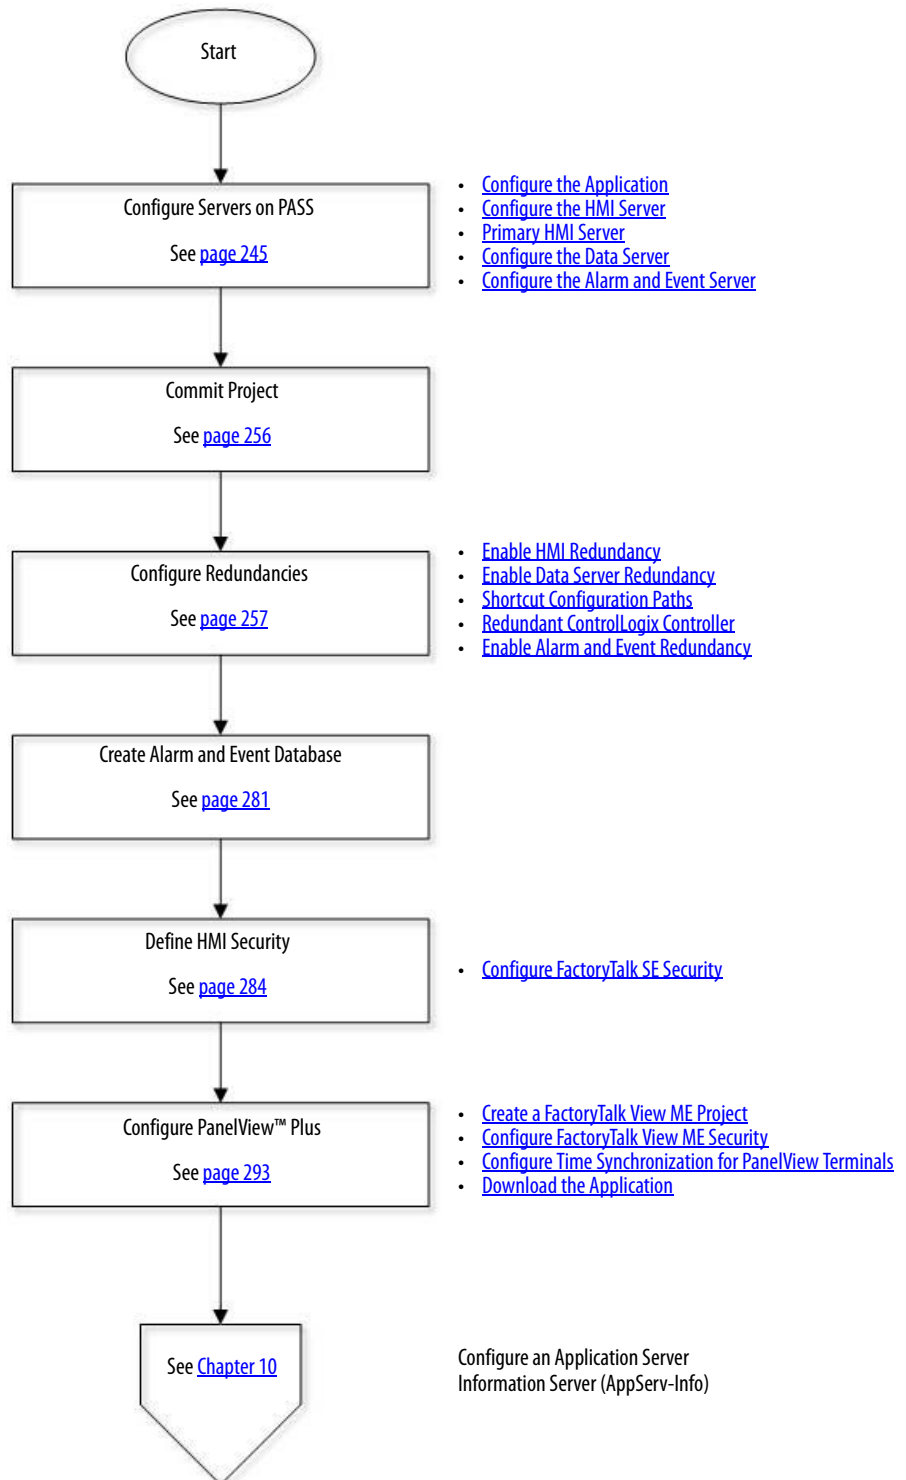 Start
Configure Servers on PASS
See page 245
• Configure the Application
• Configure the HMI Server
• Primary HMI Server
• Configure the Data Server
• Configure the Alarm and Event Server
Commit Project
See page 256
Configure Redundancies
See page 257
• Enable HMI Redundancy
• Enable Data Server Redundancy
• Shortcut Configuration Paths
• Redundant ControlLogix Controller
• Enable Alarm and Event Redundancy
Create Alarm and Event Database
See page 281
Define HMI Security
See page 284
• Configure FactoryTalk SE Security
Configure PanelView™ Plus
See page 293
• Create a FactoryTalk View ME Project
• Configure FactoryTalk View ME Security
• Configure Time Synchronization for PanelView Terminals
• Download the Application
See Chapter 10
Configure an Application Server
Information Server (AppServ-Info)